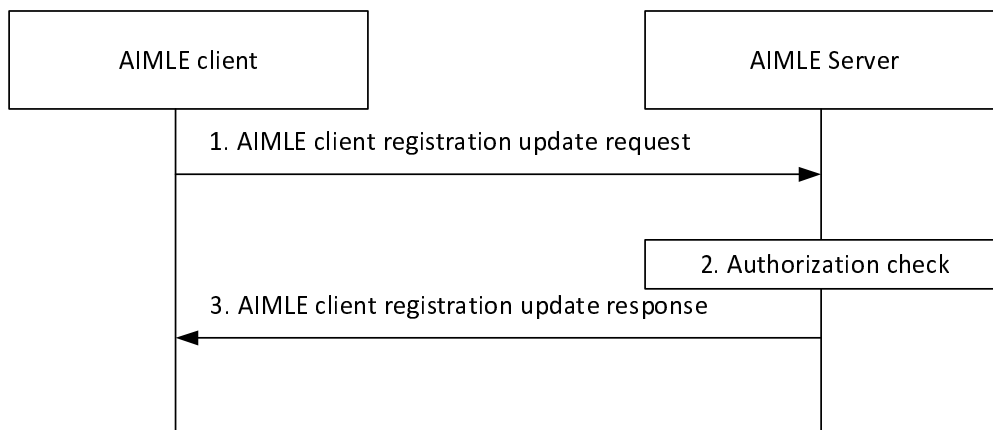 AIMLE client
AIMLE Server
1. AIMLE client registration update request
2. Authorization check
3. AIMLE client registration update response